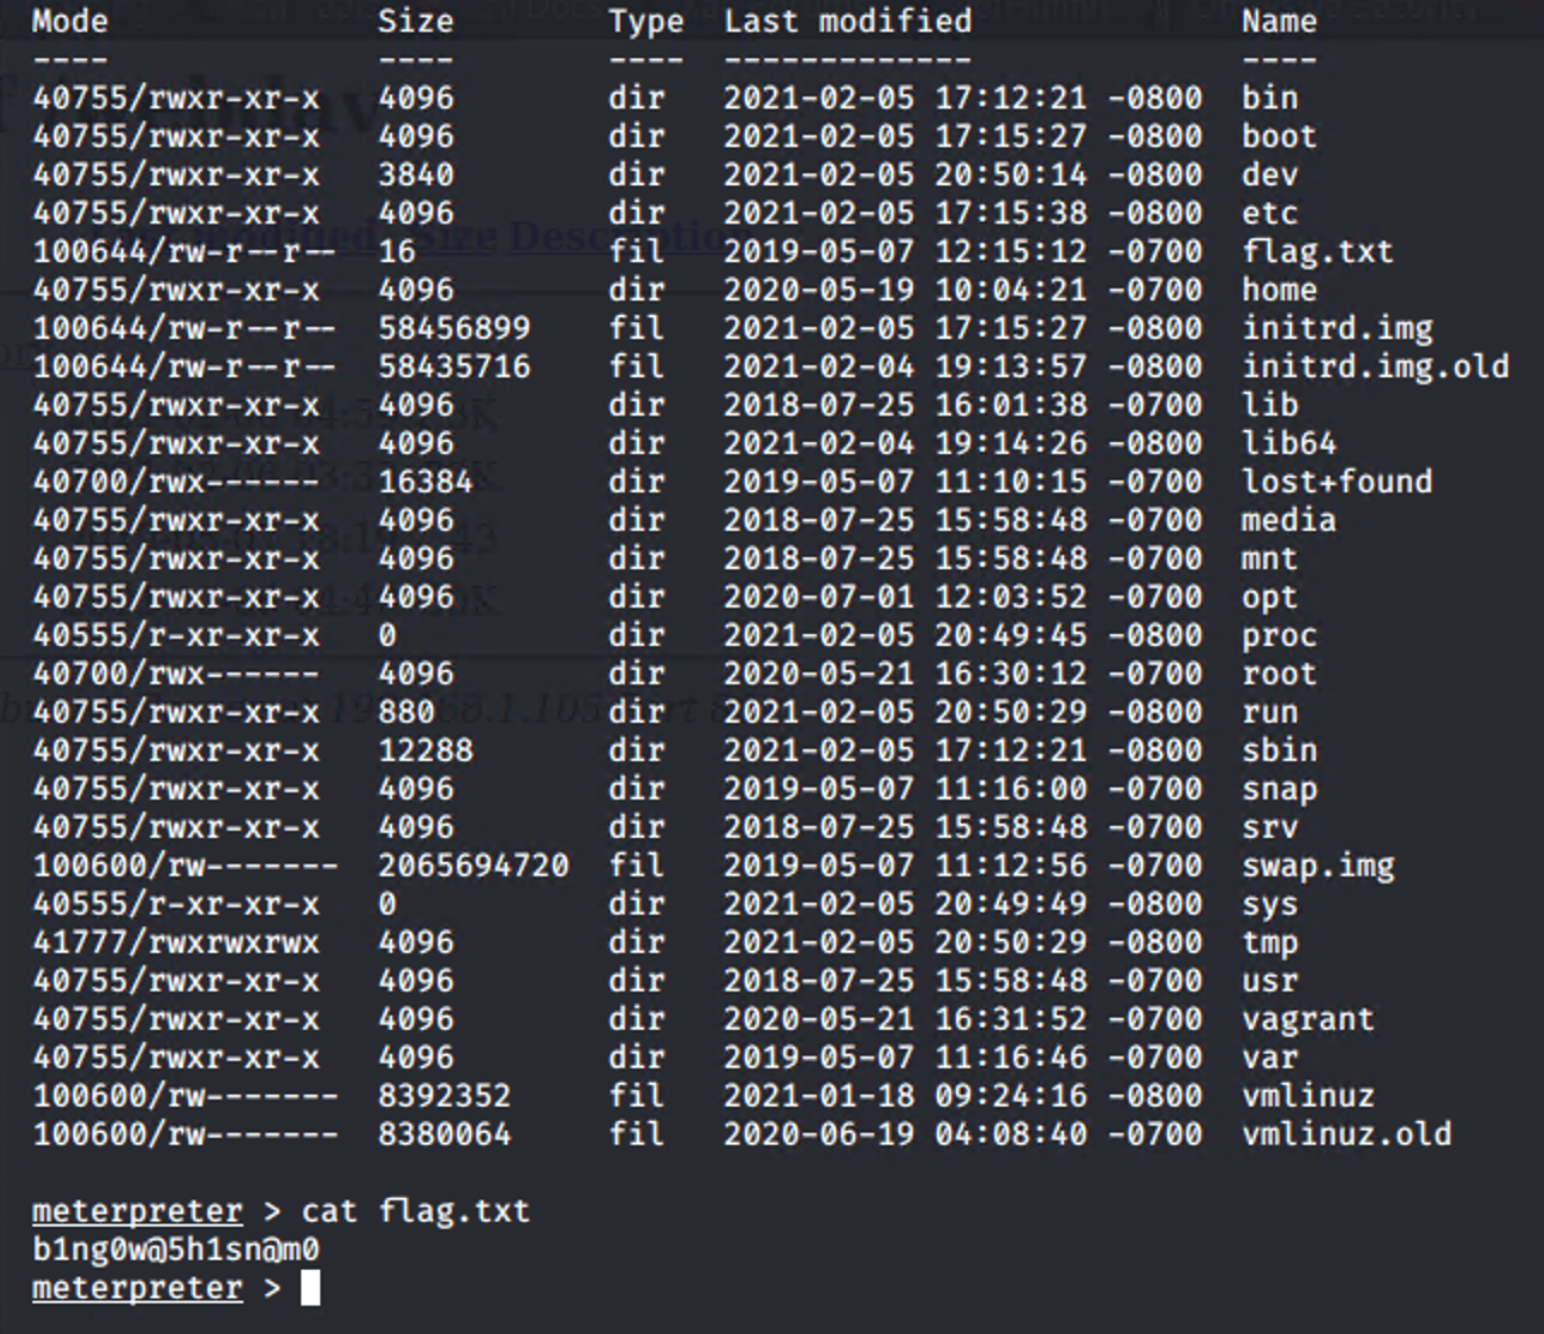 Mode Size Type Last modified Name
---- ---- ---- ------------- ----
40755/rwxr-xr-x 4096 dir 2021-02-05 17:12:21 -0800 bin
40755/rwxr-xr-x 4096 dir 2021-02-05 17:15:27 -0800 boot
40755/rwxr-xr-x 3840 dir 2021-02-05 20:50:14 -0800 dev
40755/rwxr-xr-x 4096 dir 2021-02-05 17:15:38 -0800 etc
100644/rw-r--r-- 16 fil 2019-05-07 12:15:12 -0700 flag.txt
40755/rwxr-xr-x 4096 dir 2020-05-19 10:04:21 -0700 home
100644/rw-r--r-- 58456899 fil 2021-02-05 17:15:27 -0800 initrd.img
100644/rw-r--r-- 58435716 fil 2021-02-04 19:13:57 -0800 initrd.img.old
40755/rwxr-xr-x 4096 dir 2018-07-25 16:01:38 -0700 lib
40755/rwxr-xr-x 4096 dir 2021-02-04 19:14:26 -0800 lib64
40700/rwx------ 16384 dir 2019-05-07 11:10:15 -0700 lost+found
40755/rwxr-xr-x 4096 dir 2018-07-25 15:58:48 -0700 media
40755/rwxr-xr-x 4096 dir 2018-07-25 15:58:48 -0700 mnt
40755/rwxr-xr-x 4096 dir 2020-07-01 12:03:52 -0700 opt
40555/r-xr-xr-x 0 dir 2021-02-05 20:49:45 -0800 proc
40700/rwx------ 4096 dir 2020-05-21 16:30:12 -0700 root
40755/rwxr-xr-x 880 dir 2021-02-05 20:50:29 -0800 run
40755/rwxr-xr-x 12288 dir 2021-02-05 17:12:21 -0800 sbin
40755/rwxr-xr-x 4096 dir 2019-05-07 11:16:00 -0700 snap
40755/rwxr-xr-x 4096 dir 2018-07-25 15:58:48 -0700 srv
100600/rw------- 2065694720 fil 2019-05-07 11:12:56 -0700 swap.img
40555/r-xr-xr-x 0 dir 2021-02-05 20:49:49 -0800 sys
41777/rwxrwxrwx 4096 dir 2021-02-05 20:50:29 -0800 tmp
40755/rwxr-xr-x 4096 dir 2018-07-25 15:58:48 -0700 usr
40755/rwxr-xr-x 4096 dir 2020-05-21 16:31:52 -0700 vagrant
40755/rwxr-xr-x 4096 dir 2019-05-07 11:16:46 -0700 var
100600/rw------- 8392352 fil 2021-01-18 09:24:16 -0800 vmlinuz
100600/rw------- 8380064 fil 2020-06-19 04:08:40 -0700 vmlinuz.old
meterpreter > cat flag.txt
b1ng0w@5h1sn@m0
meterpreter >